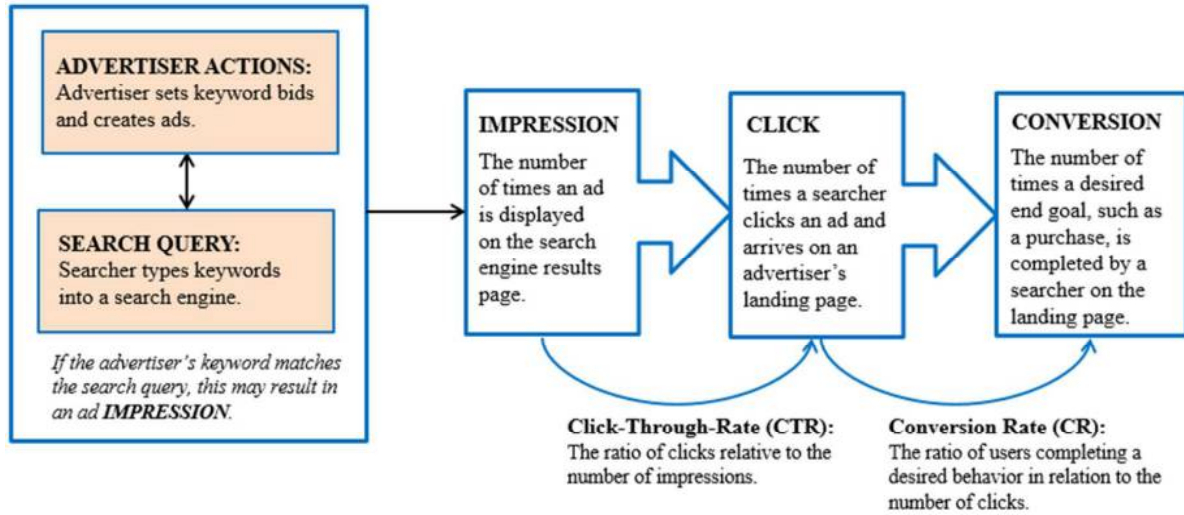 ADVERTISER ACTIONS:
Advertiser sets keyword bids
and creates ads.
SEARCH QUERY:
Searcher types keywords
into a search engine.
If the advertiser's keyword matches
the search query, this may result in
an ad IMPRESSION.
IMPRESSION
The number
of times an ad
is displayed
on the search
engine results
page.
CLICK
The number of
times a searcher
clicks an ad and
arrives on an
advertiser's
landing page.
CONVERSION
The number of
times a desired
end goal, such as
a purchase, is
completed by a
searcher on the
landing page.
Click-Through-Rate (CTR):
The ratio of clicks relative to the
number of impressions.
Conversion Rate (CR):
The ratio of users completing a
desired behavior in relation to the
number of clicks.